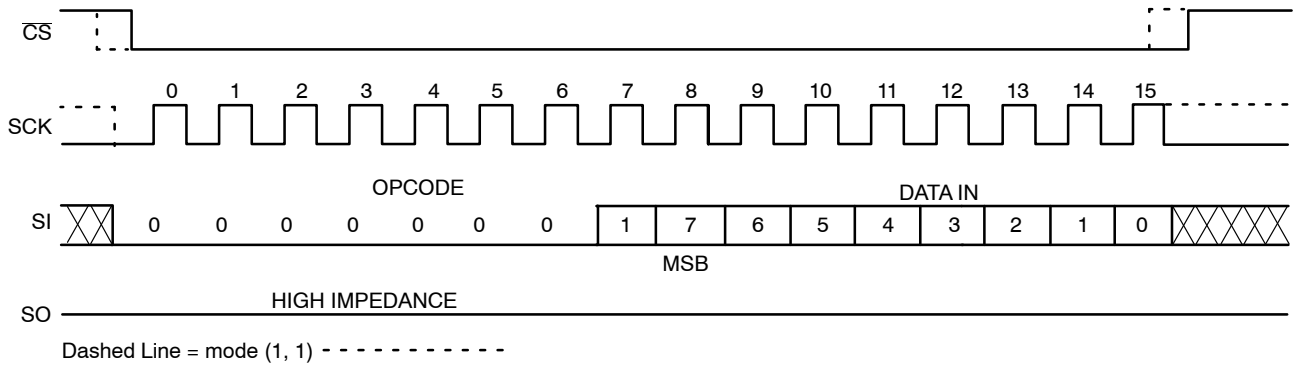 CS
0 1 2 3 4 5 6 7 8 9 10 11 12 13 14 15
SCK
OPCODE DATA IN
SI 0 0 0 0 0 0 0 1 7 6 5 4 3 2 1 0
MSB
HIGH IMPEDANCE
SO
Dashed Line = mode (1, 1)